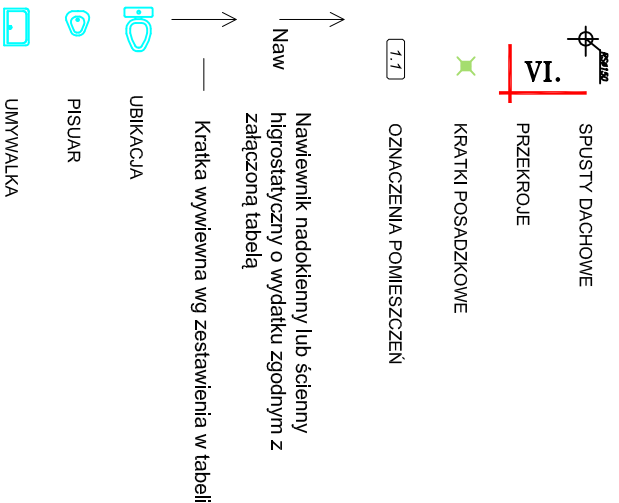 RSø150
SPUSTY DACHOWE
VI.
PRZEKROJE
KRATKI POSADZKOWE
1.1
OZNACZENIA POMIESZCZEŃ
Naw
Nawiewnik nadokienny lub ścienny
higrostatyczny o wydatku zgodnym z
załączoną tabelą
Kratka wywiewna wg zestawienia w tabeli
UBIKACJA
PISUAR
UMYWALKA